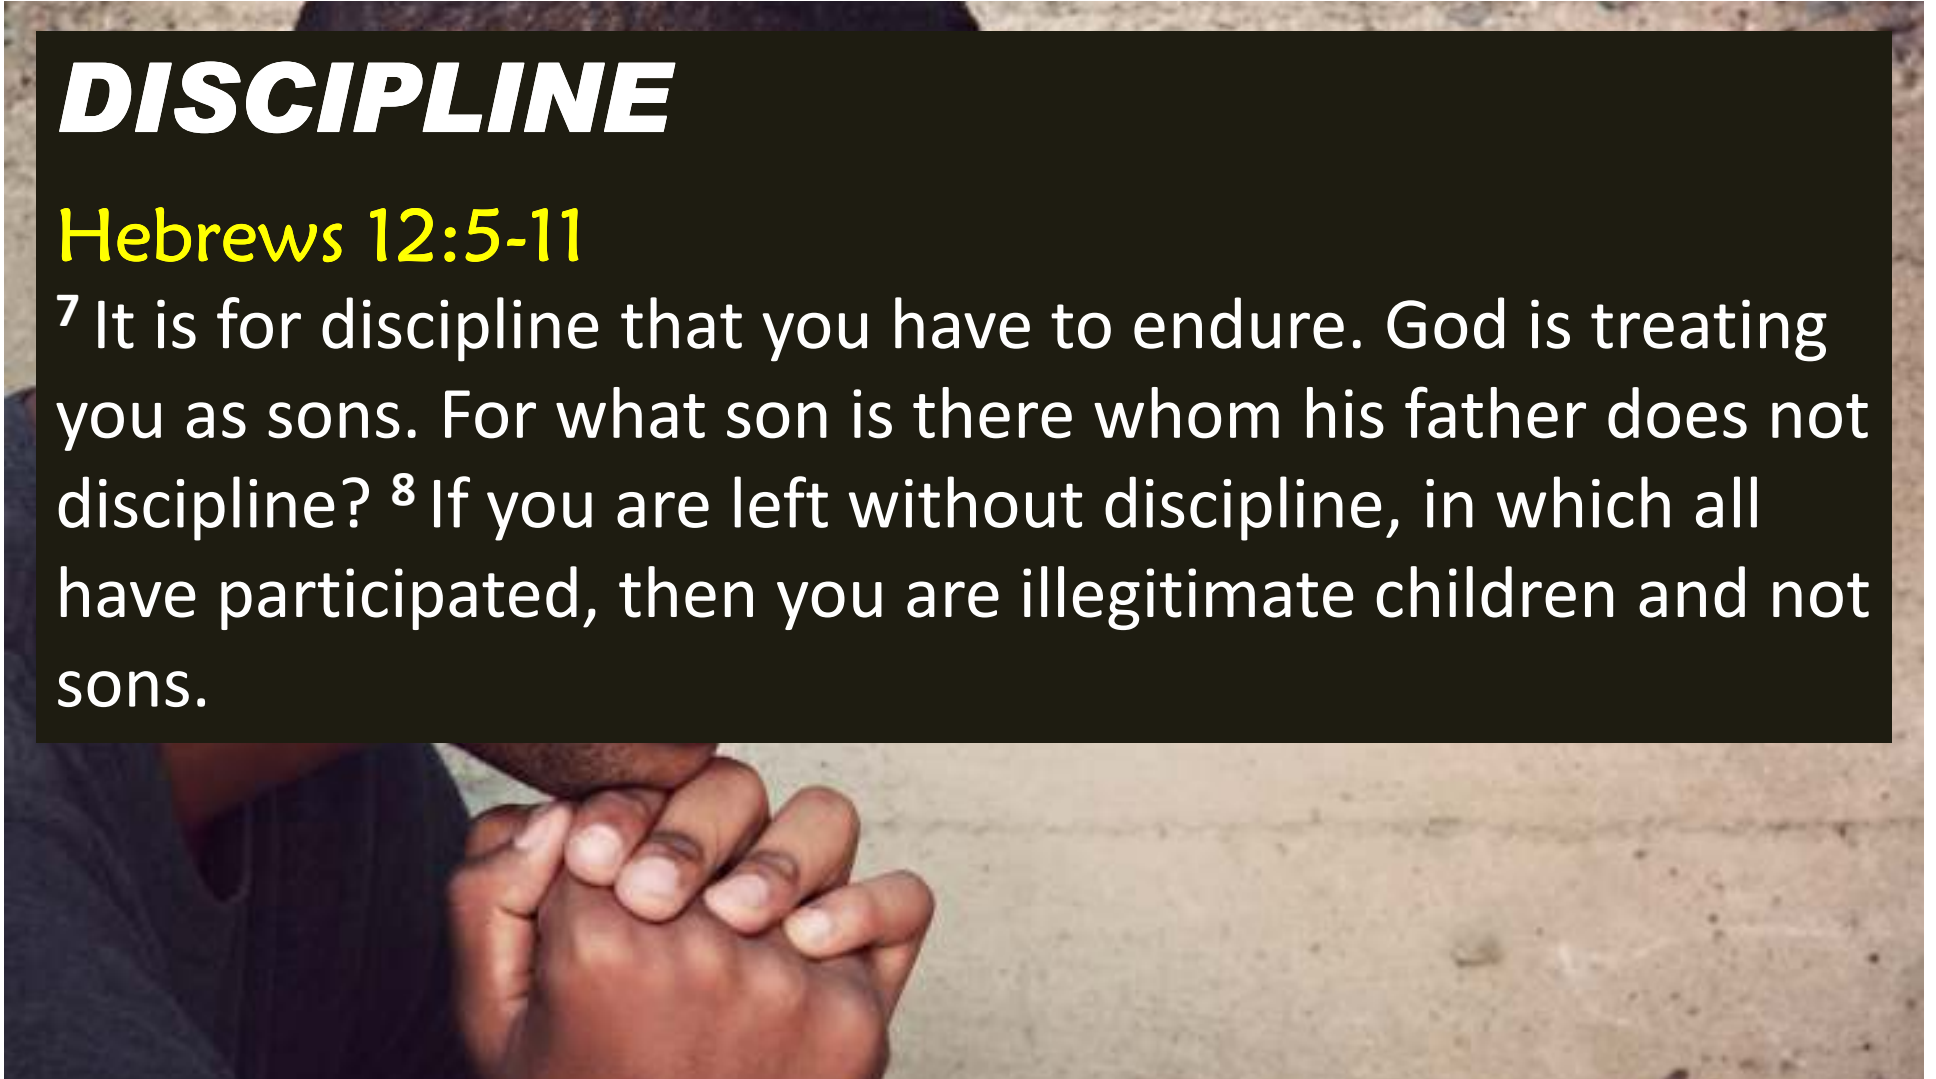 DISCIPLINE
Hebrews 12:5-11
⁷ It is for discipline that you have to endure. God is treating
you as sons. For what son is there whom his father does not
discipline? ⁸ If you are left without discipline, in which all
have participated, then you are illegitimate children and not
sons.